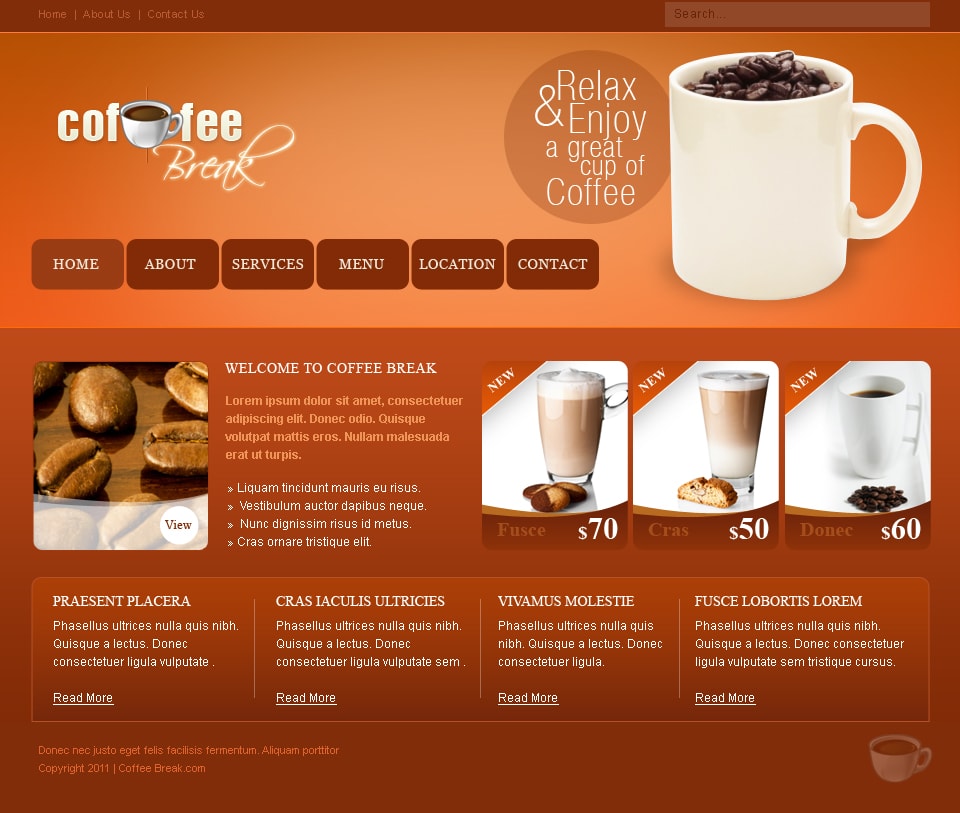 Home | About Us | Contact Us
Search...
coffee
Break
Relax
& Enjoy
a great
cup of
Coffee
HOME
ABOUT
SERVICES
MENU
LOCATION
CONTACT
View
WELCOME TO COFFEE BREAK
Lorem ipsum dolor sit amet, consectetuer
adipiscing elit. Donec odio. Quisque
volutpat mattis eros. Nullam malesuada
erat ut turpis.
» Liquam tincidunt mauris eu risus.
» Vestibulum auctor dapibus neque.
» Nunc dignissim risus id metus.
» Cras ornare tristique elit.
NEW
Fusce $70
NEW
Cras $50
NEW
Donec $60
PRAESENT PLACERA
Phasellus ultrices nulla quis nibh.
Quisque a lectus. Donec
consectetuer ligula vulputate .
Read More
CRAS IACULIS ULTRICIES
Phasellus ultrices nulla quis nibh.
Quisque a lectus. Donec
consectetuer ligula vulputate sem .
Read More
VIVAMUS MOLESTIE
Phasellus ultrices nulla quis
nibh. Quisque a lectus. Donec
consectetuer ligula.
Read More
FUSCE LOBORTIS LOREM
Phasellus ultrices nulla quis nibh.
Quisque a lectus. Donec consectetuer
ligula vulputate sem tristique cursus.
Read More
Donec nec justo eget felis facilisis fermentum. Aliquam porttitor
Copyright 2011 | Coffee Break.com